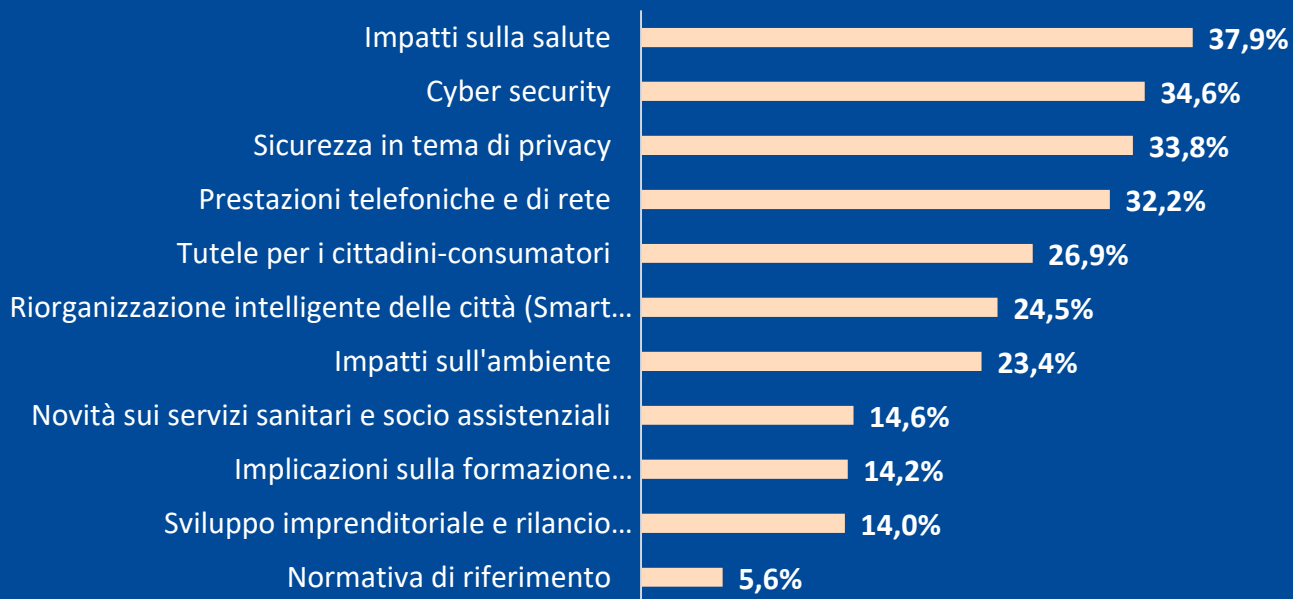 Impatti sulla salute 37,9%
Cyber security 34,6%
Sicurezza in tema di privacy 33,8%
Prestazioni telefoniche e di rete 32,2%
Tutele per i cittadini-consumatori 26,9%
Riorganizzazione intelligente delle città (Smart... 24,5%
Impatti sull'ambiente 23,4%
Novità sui servizi sanitari e socio assistenziali 14,6%
Implicazioni sulla formazione... 14,2%
Sviluppo imprenditoriale e rilancio... 14,0%
Normativa di riferimento 5,6%